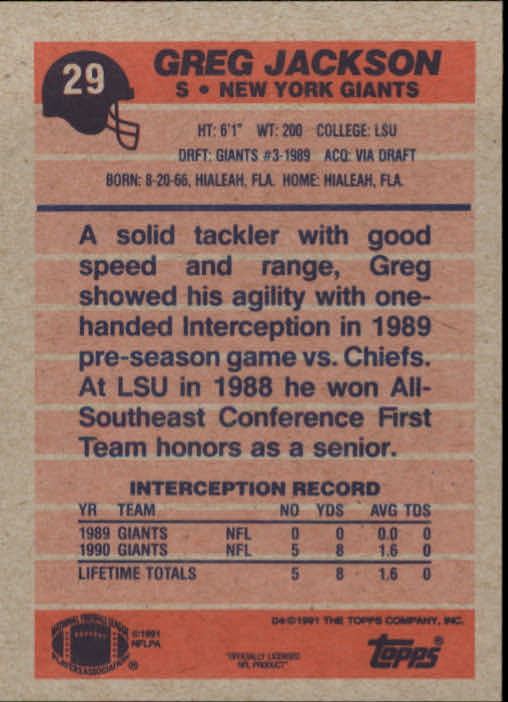 29
GREG JACKSON
S • NEW YORK GIANTS
HT: 6'1" WT: 200 COLLEGE: LSU
DRFT: GIANTS #3-1989 ACQ: VIA DRAFT
BORN: 8-20-66, HIALEAH, FLA. HOME: HIALEAH, FLA.
A solid tackler with good
speed and range, Greg
showed his agility with one-
handed Interception in 1989
pre-season game vs. Chiefs.
At LSU in 1988 he won All-
Southeast Conference First
Team honors as a senior.
INTERCEPTION RECORD
YR TEAM NO YDS AVG TDS
1989 GIANTS NFL 0 0 0.0 0
1990 GIANTS NFL 5 8 1.6 0
LIFETIME TOTALS 5 8 1.6 0
D4 © 1991 THE TOPPS COMPANY, INC.
NATIONAL FOOTBALL LEAGUE
PLAYERS ASSOCIATION ®
© 1991
NFLPA
"OFFICIALLY LICENSED
NFL PRODUCT"
topps®